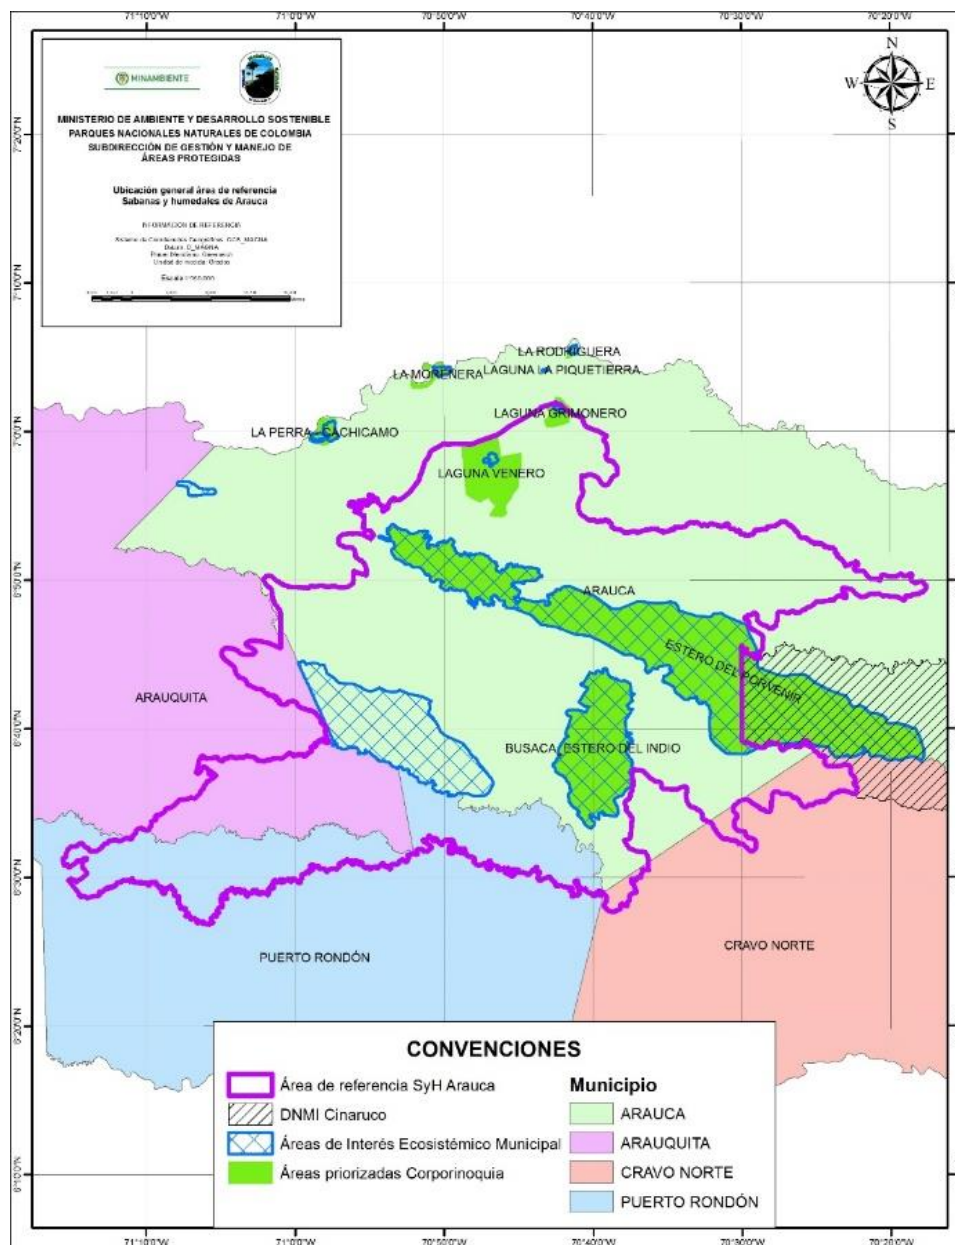 71°10'0"W 71°0'0"W 70°50'0"W 70°40'0"W 70°30'0"W 70°20'0"W
MINAMBIENTE
MINISTERIO DE AMBIENTE Y DESARROLLO SOSTENIBLE
PARQUES NACIONALES NATURALES DE COLOMBIA
SUBDIRECCIÓN DE GESTIÓN Y MANEJO DE
ÁREAS PROTEGIDAS
Ubicación general área de referencia
Sabanas y humedales de Arauca
INFORMACIÓN DE REFERENCIA
N
W E
S
7°20'0"N
7°10'0"N
7°0'0"N
6°50'0"N
6°40'0"N
6°30'0"N
6°20'0"N
6°10'0"N
LA RODRIGUERA
LA MORENERA
LAGUNA LA PIQUETIERRA
LAGUNA GRIMONERO
LA PERRA - CACHICAMO
LAGUNA VENERO
ARAUCA
ESTERO DEL PORVENIR
ARAUQUITA
BUSACA, ESTERO DEL INDIO
PUERTO RONDÓN
CRAVO NORTE
CONVENCIONES
Área de referencia SyH Arauca
DNMI Cinaruco
Áreas de Interés Ecosistémico Municipal
Áreas priorizadas Corporinoquia
Municipio
ARAUCA
ARAUQUITA
CRAVO NORTE
PUERTO RONDÓN
71°10'0"W 71°0'0"W 70°50'0"W 70°40'0"W 70°30'0"W 70°20'0"W